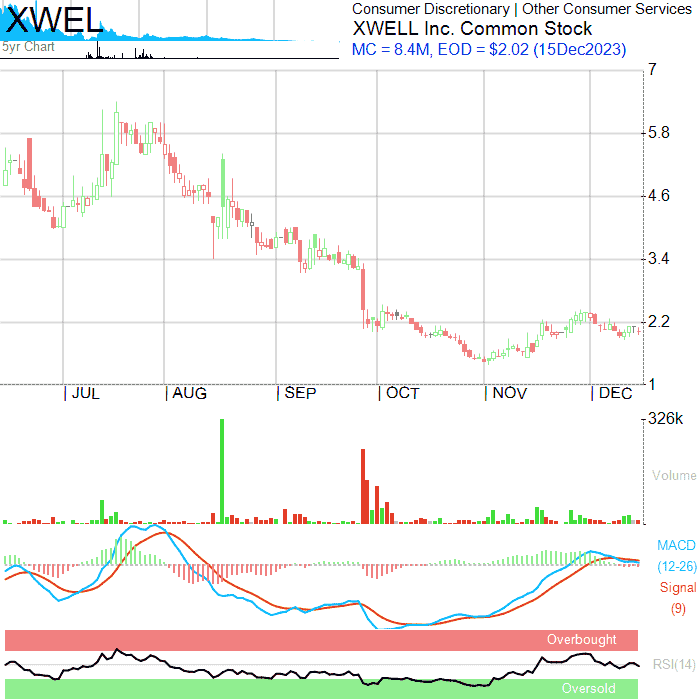 XWEL
5yr Chart
Consumer Discretionary | Other Consumer Services
XWELL Inc. Common Stock
MC = 8.4M, EOD = $2.02 (15Dec2023)
7
5.8
4.6
3.4
2.2
1
JUL AUG SEP OCT NOV DEC
326k
Volume
MACD
(12-26)
Signal
(9)
Overbought
RSI(14)
Oversold